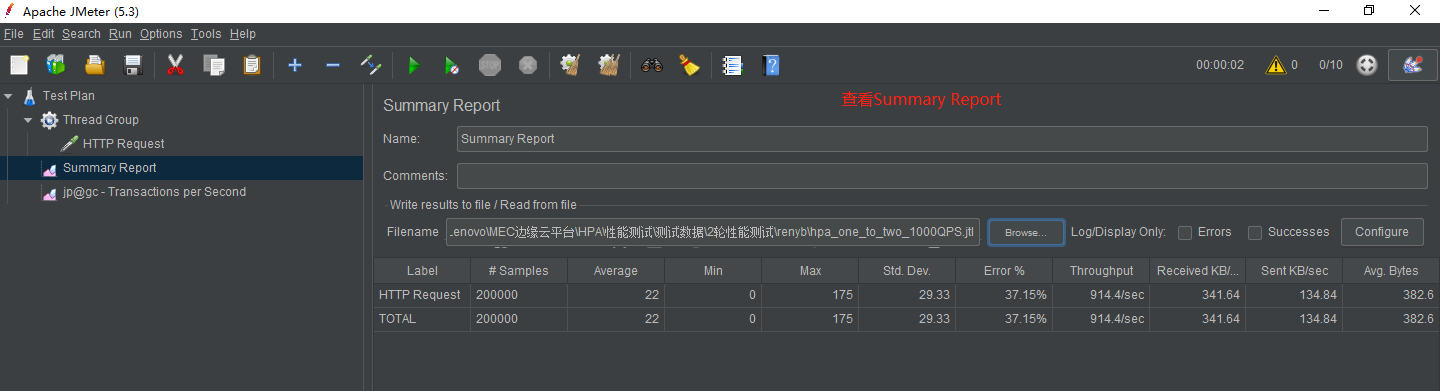 Apache JMeter (5.3)
File Edit Search Run Options Tools Help
STOP
00:00:02 0 0/10
Test Plan
Thread Group
HTTP Request
Summary Report
jp@gc - Transactions per Second
Summary Report
查看Summary Report
Name: Summary Report
Comments:
Write results to file / Read from file
Filename .enovo\MEC边缘云平台\HPA\性能测试\测试数据\2轮性能测试\renyb\hpa_one_to_two_1000QPS.jtl Browse... Log/Display Only: Errors Successes Configure
Label # Samples Average Min Max Std. Dev. Error % Throughput Received KB/... Sent KB/sec Avg. Bytes
HTTP Request 200000 22 0 175 29.33 37.15% 914.4/sec 341.64 134.84 382.6
TOTAL 200000 22 0 175 29.33 37.15% 914.4/sec 341.64 134.84 382.6